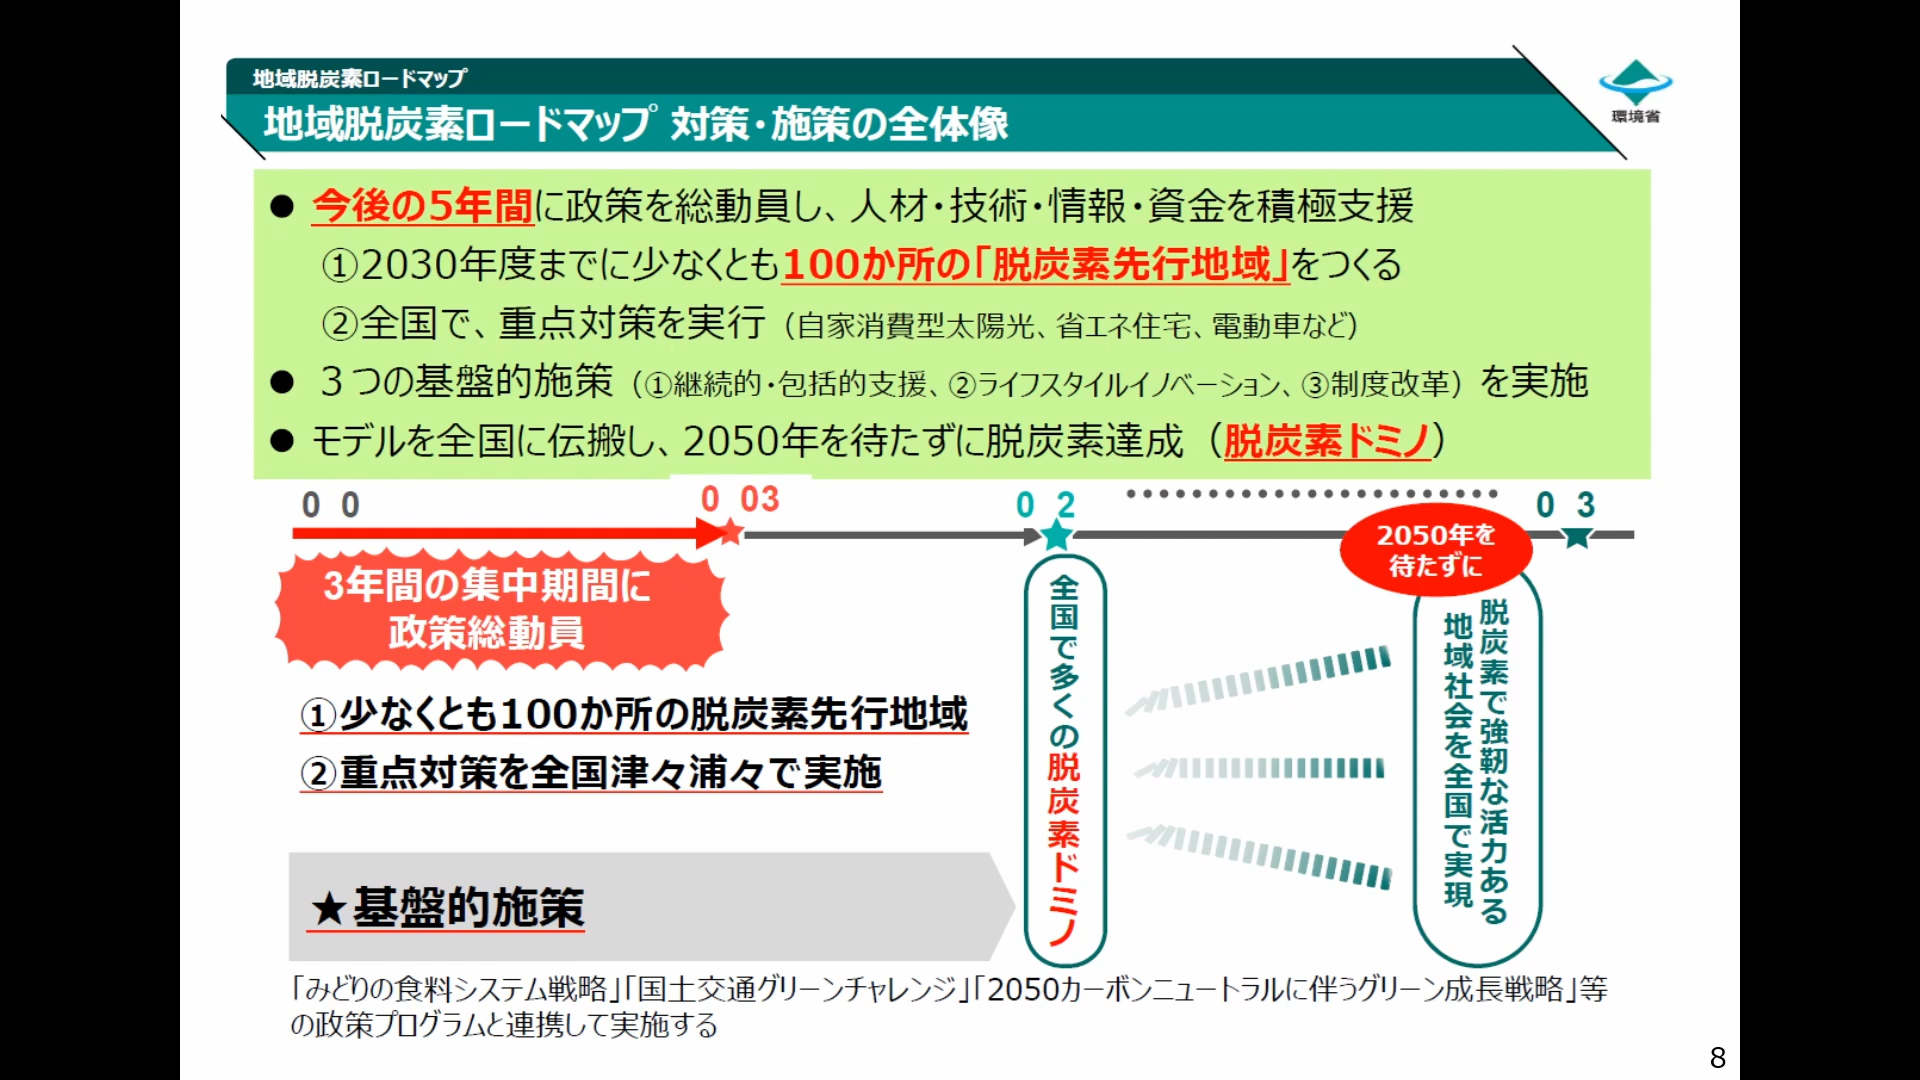 地域脱炭素ロードマップ
地域脱炭素ロードマップ 対策・施策の全体像
環境省
● 今後の5年間に政策を総動員し、人材・技術・情報・資金を積極支援
①2030年度までに少なくとも100か所の「脱炭素先行地域」をつくる
②全国で、重点対策を実行（自家消費型太陽光、省エネ住宅、電動車など）
● ３つの基盤的施策（①継続的・包括的支援、②ライフスタイルイノベーション、③制度改革）を実施
● モデルを全国に伝搬し、2050年を待たずに脱炭素達成（脱炭素ドミノ）
0 0
0 03
0 2
0 3
2050年を
待たずに
3年間の集中期間に
政策総動員
①少なくとも100か所の脱炭素先行地域
②重点対策を全国津々浦々で実施
★基盤的施策
全国で多くの脱炭素ドミノ
脱炭素で強靭な活力ある
地域社会を全国で実現
「みどりの食料システム戦略」「国土交通グリーンチャレンジ」「2050カーボンニュートラルに伴うグリーン成長戦略」等
の政策プログラムと連携して実施する
8